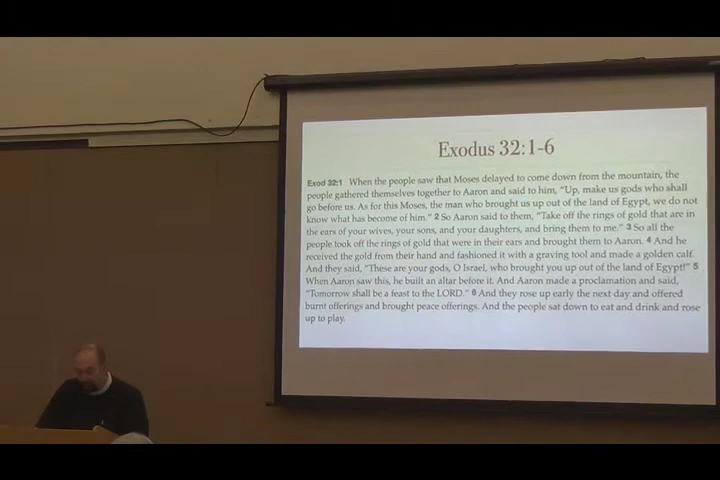 Exodus 32:1-6
Exod 32:1 When the people saw that Moses delayed to come down from the mountain, the
people gathered themselves together to Aaron and said to him, “Up, make us gods who shall
go before us. As for this Moses, the man who brought us up out of the land of Egypt, we do not
know what has become of him.” 2 So Aaron said to them, “Take off the rings of gold that are in
the ears of your wives, your sons, and your daughters, and bring them to me.” 3 So all the
people took off the rings of gold that were in their ears and brought them to Aaron. 4 And he
received the gold from their hand and fashioned it with a graving tool and made a golden calf.
And they said, “These are your gods, O Israel, who brought you up out of the land of Egypt!” 5
When Aaron saw this, he built an altar before it. And Aaron made a proclamation and said,
“Tomorrow shall be a feast to the LORD.” 6 And they rose up early the next day and offered
burnt offerings and brought peace offerings. And the people sat down to eat and drink and rose
up to play.